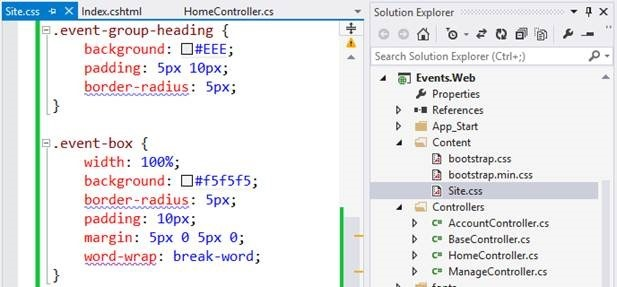 Site.css
Index.cshtml
HomeController.cs
.event-group-heading {
background: #EEE;
padding: 5px 10px;
border-radius: 5px;
}
.event-box {
width: 100%;
background: #f5f5f5;
border-radius: 5px;
padding: 10px;
margin: 5px 0 5px 0;
word-wrap: break-word;
}
Solution Explorer
Search Solution Explorer (Ctrl+;)
Events.Web
Properties
References
App_Start
Content
bootstrap.css
bootstrap.min.css
Site.css
Controllers
C# AccountController.cs
C# BaseController.cs
C# HomeController.cs
C# ManageController.cs
fonts